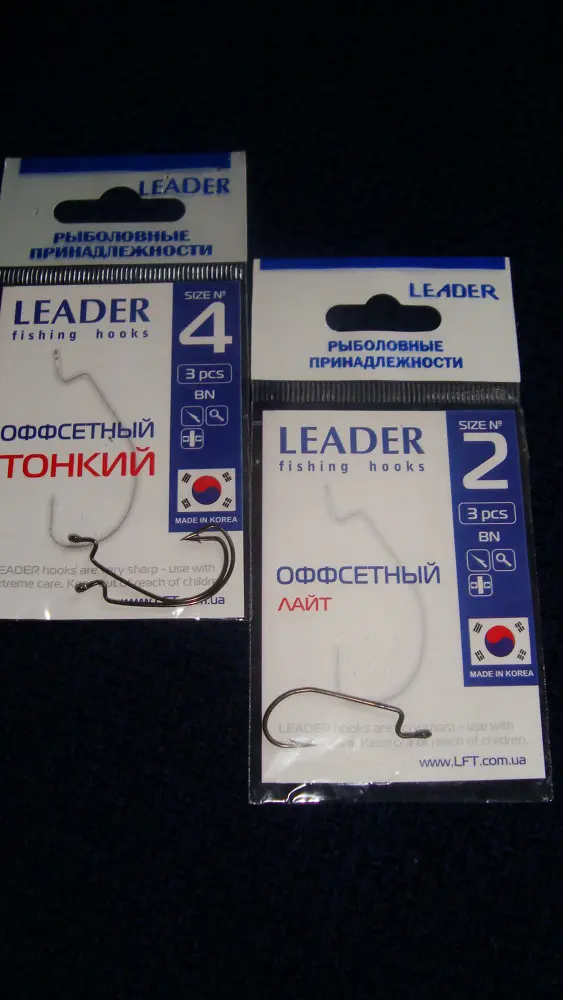 LEADER
РЫБОЛОВНЫЕ
ПРИНАДЛЕЖНОСТИ
LEADER
fishing hooks
SIZE №
4
3 pcs
BN
ОФФСЕТНЫЙ
ТОНКИЙ
MADE IN KOREA
LEADER hooks are very sharp - use with
extreme care. Keep out of reach of children
www.LFT.com.ua
LEADER
РЫБОЛОВНЫЕ
ПРИНАДЛЕЖНОСТИ
LEADER
fishing hooks
SIZE №
2
3 pcs
BN
ОФФСЕТНЫЙ
ЛАЙТ
MADE IN KOREA
LEADER hooks are very sharp - use with
care. Keep out of reach of children.
www.LFT.com.ua